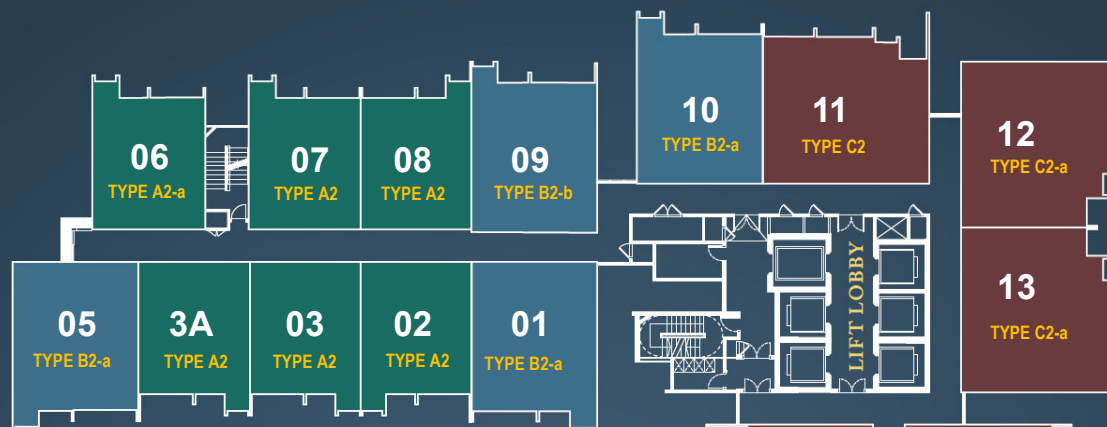 10
TYPE B2-a
11
TYPE C2
12
TYPE C2-a
06
TYPE A2-a
07
TYPE A2
08
TYPE A2
09
TYPE B2-b
05
TYPE B2-a
3A
TYPE A2
03
TYPE A2
02
TYPE A2
01
TYPE B2-a
LIFT LOBBY
13
TYPE C2-a